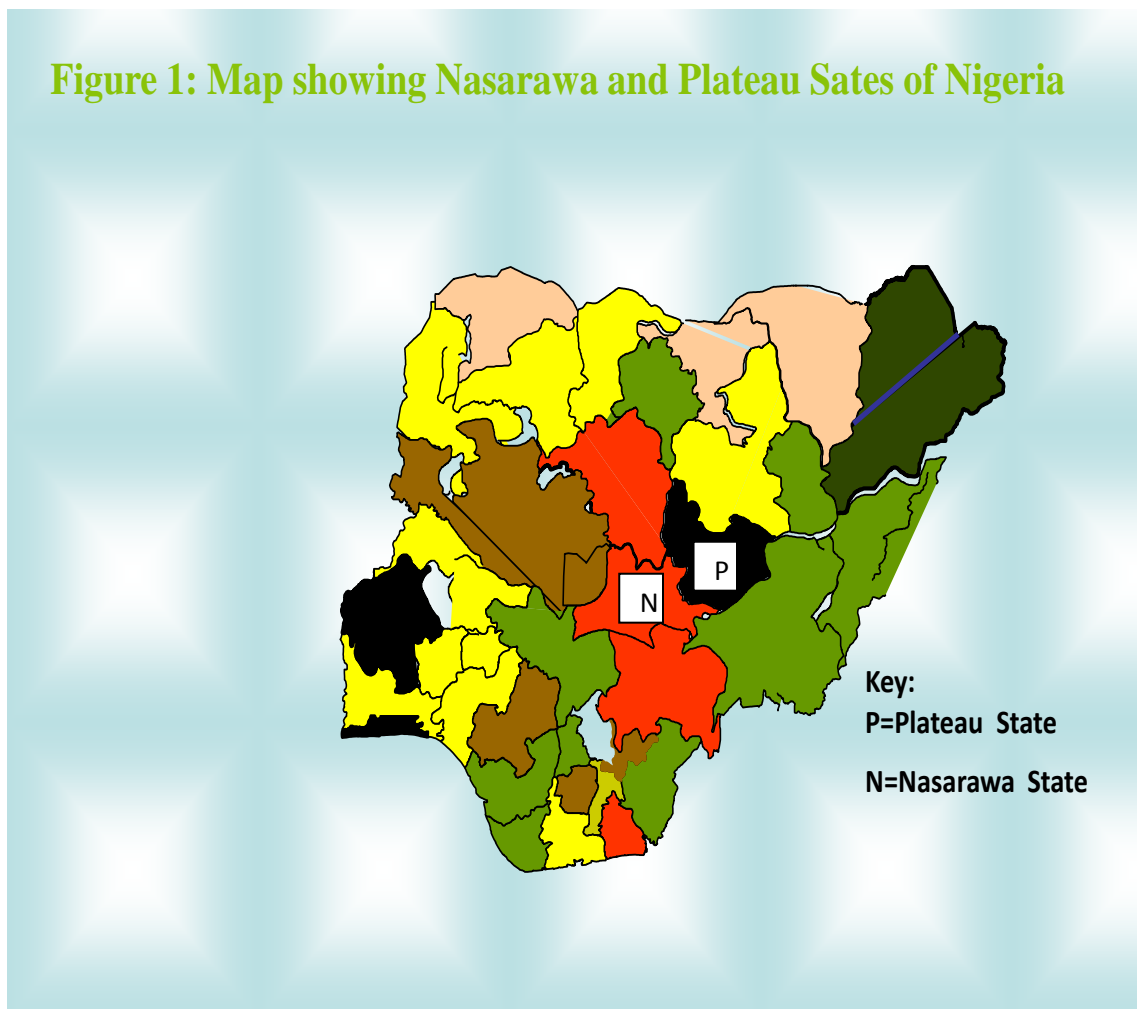 Figure 1: Map showing Nasarawa and Plateau Sates of Nigeria
P
N
Key:
P=Plateau State
N=Nasarawa State